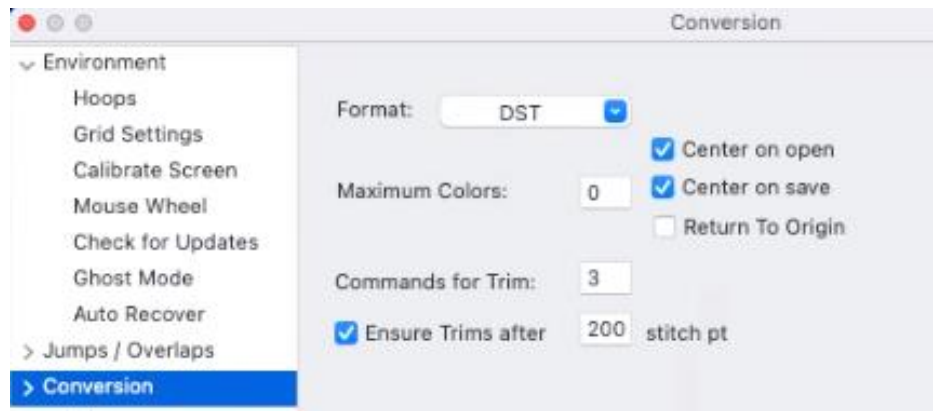 Conversion
Environment
Hoops
Grid Settings
Calibrate Screen
Mouse Wheel
Check for Updates
Ghost Mode
Auto Recover
Jumps / Overlaps
Conversion
Format: DST
Center on open
Maximum Colors: 0
Center on save
Return To Origin
Commands for Trim: 3
Ensure Trims after 200 stitch pt